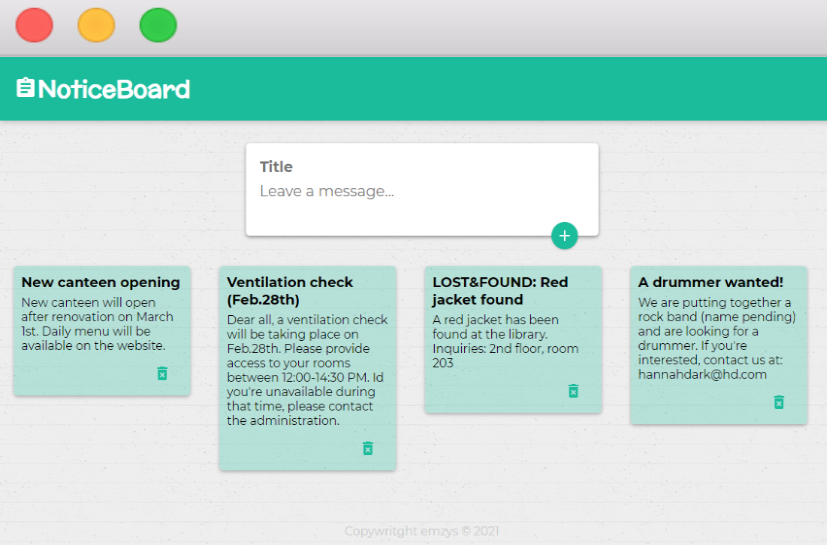 NoticeBoard
Title
Leave a message...
New canteen opening
New canteen will open
after renovation on March
1st. Daily menu will be
available on the website.
Ventilation check
(Feb.28th)
Dear all, a ventilation check
will be taking place on
Feb.28th. Please provide
access to your rooms
between 12:00-14:30 PM. Id
you're unavailable during
that time, please contact
the administration.
LOST&FOUND: Red
jacket found
A red jacket has been
found at the library.
Inquiries: 2nd floor, room
203
A drummer wanted!
We are putting together a
rock band (name pending)
and are looking for a
drummer. If you're
interested, contact us at:
hannahdark@hd.com
Copywritght emzys © 2021